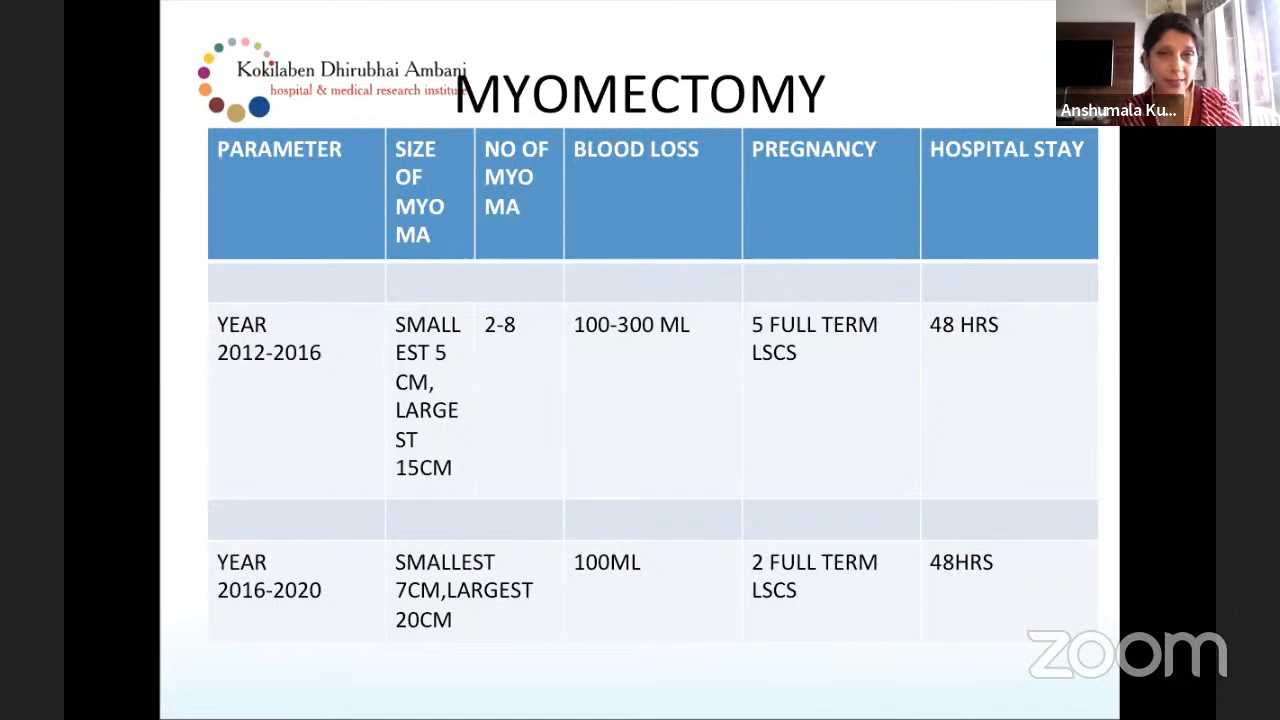 Kokilaben Dhirubhai Ambani
hospital & medical research institute
MYOMECTOMY
Anshumala Ku...
PARAMETER
SIZE
OF
MYO
MA
NO OF
MYO
MA
BLOOD LOSS
PREGNANCY
HOSPITAL STAY
YEAR
2012-2016
SMALL
EST 5
CM,
LARGE
ST
15CM
2-8
100-300 ML
5 FULL TERM
LSCS
48 HRS
YEAR
2016-2020
SMALLEST
7CM,LARGEST
20CM
100ML
2 FULL TERM
LSCS
48HRS
zoom